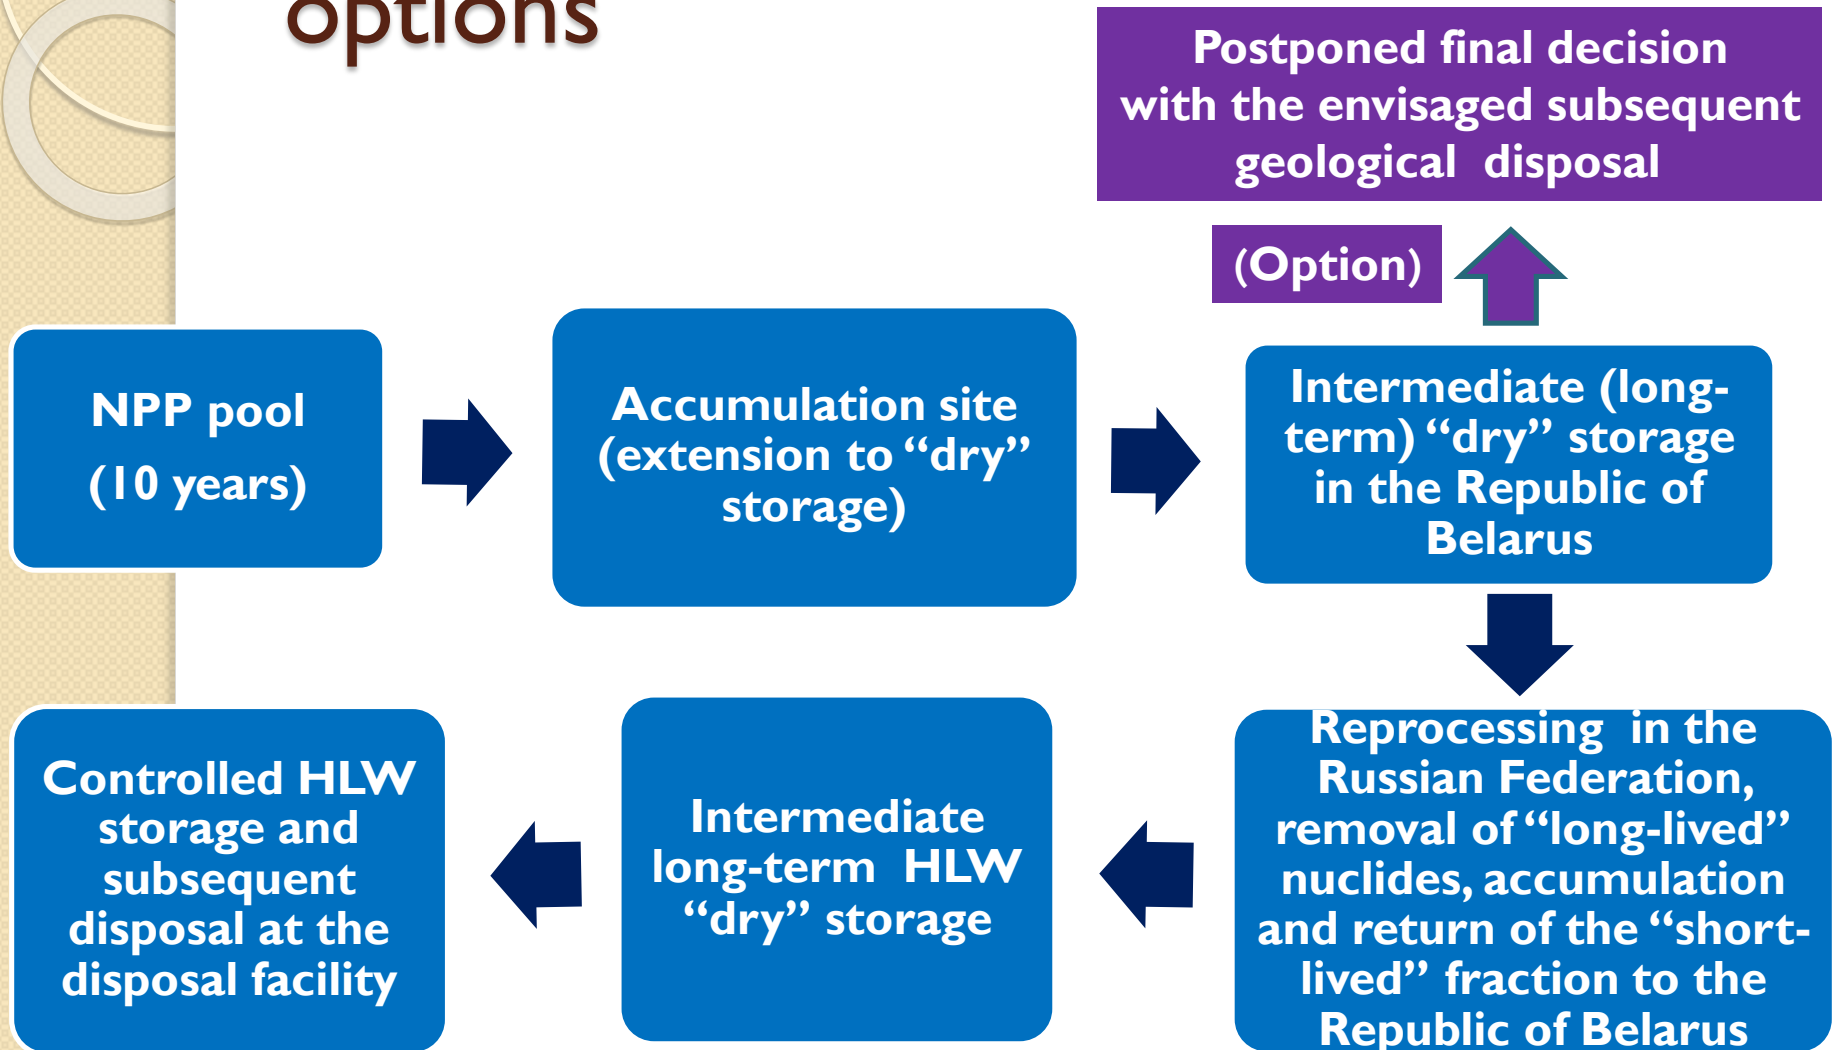 options
Postponed final decision
with the envisaged subsequent
geological disposal
(Option)
NPP pool
(10 years)
Accumulation site
(extension to “dry”
storage)
Intermediate (long-
term) “dry” storage
in the Republic of
Belarus
Reprocessing in the
Russian Federation,
removal of “long-lived”
nuclides, accumulation
and return of the “short-
lived” fraction to the
Republic of Belarus
Intermediate
long-term HLW
“dry” storage
Controlled HLW
storage and
subsequent
disposal at the
disposal facility